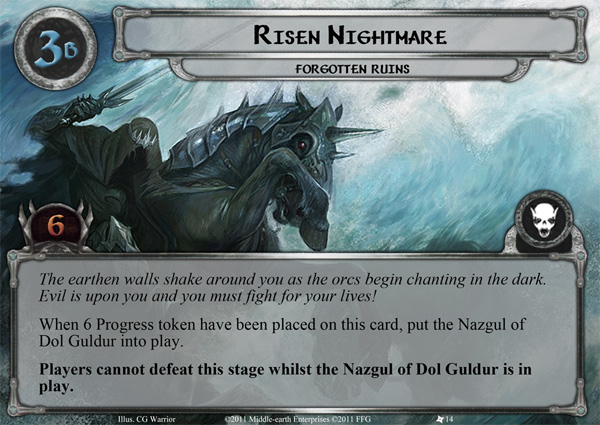 3B
RISEN NIGHTMARE
FORGOTTEN RUINS
6
The earthen walls shake around you as the orcs begin chanting in the dark.
Evil is upon you and you must fight for your lives!
When 6 Progress token have been placed on this card, put the Nazgul of
Dol Guldur into play.
Players cannot defeat this stage whilst the Nazgul of Dol Guldur is in
play.
Illus. CG Warrior ©2011 Middle-earth Enterprises ©2011 FFG 14